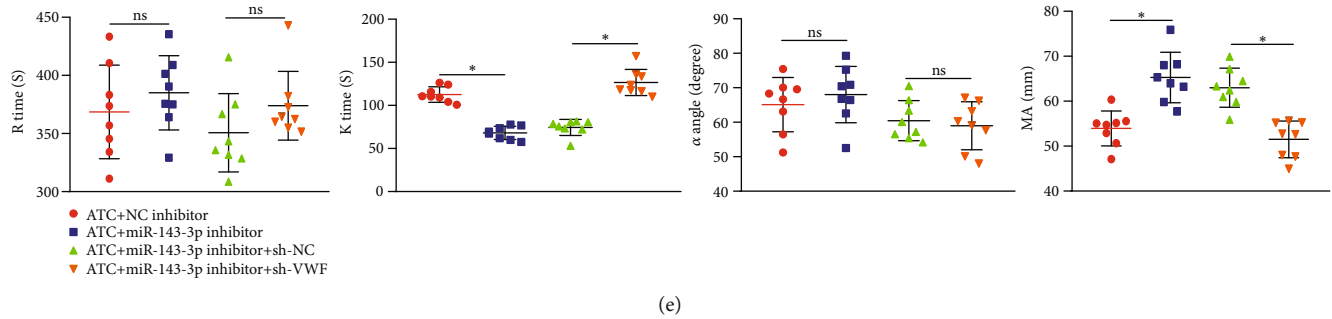 ns
ns
450
400
350
300
R time (S)
*
*
200
150
100
50
0
K time (S)
ns
ns
90
80
70
60
50
40
α angle (degree)
*
*
80
70
60
50
40
MA (mm)
ATC+NC inhibitor
ATC+miR-143-3p inhibitor
ATC+miR-143-3p inhibitor+sh-NC
ATC+miR-143-3p inhibitor+sh-VWF
(e)